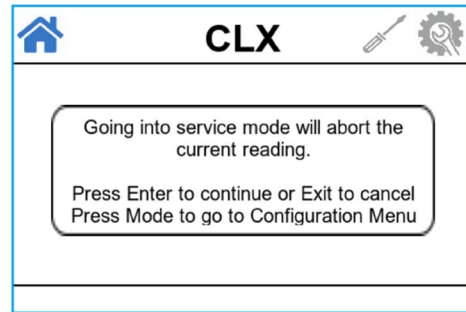 CLX
Going into service mode will abort the
current reading.
Press Enter to continue or Exit to cancel
Press Mode to go to Configuration Menu